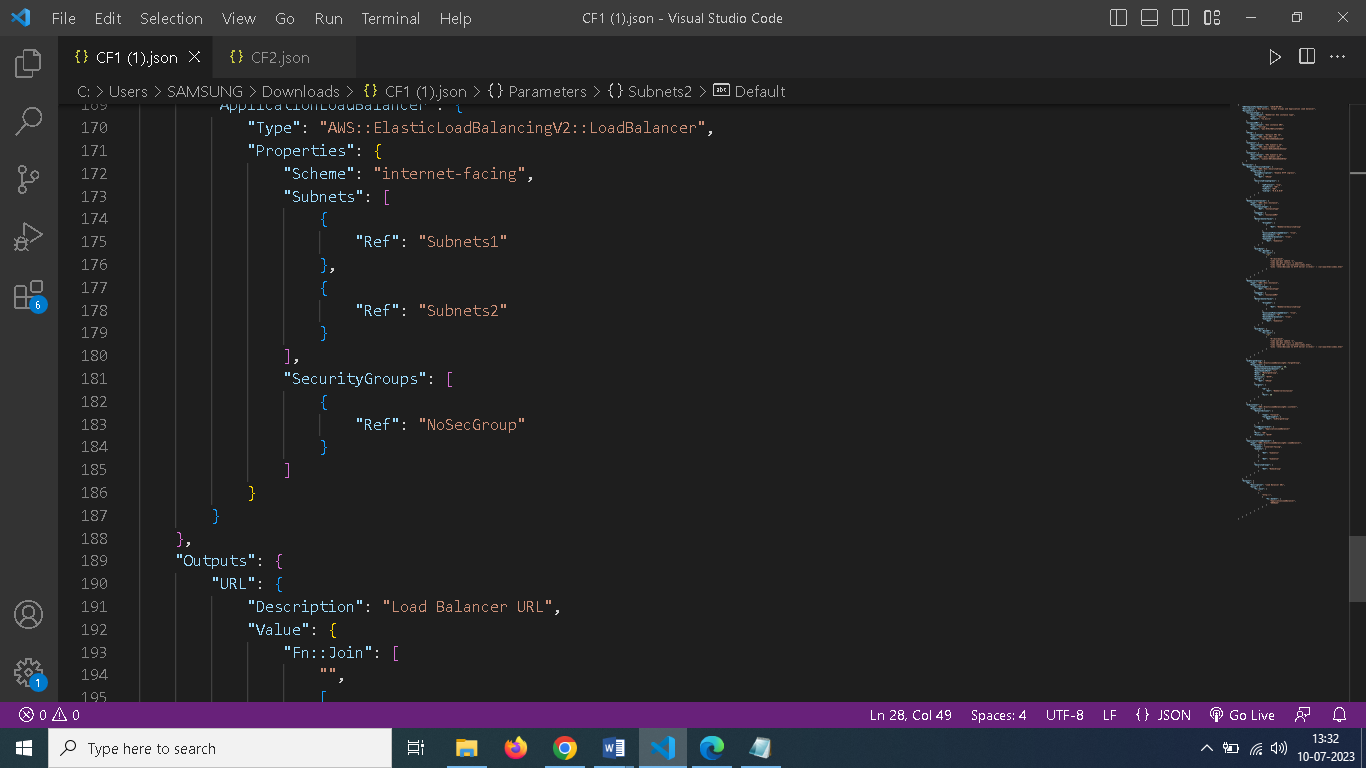 File Edit Selection View Go Run Terminal Help CF1 (1).json - Visual Studio Code
{} CF1 (1).json {} CF2.json
C: > Users > SAMSUNG > Downloads > {} CF1 (1).json > {} Parameters > {} Subnets2 > abc Default
169 "ApplicationLoadBalancer": {
170 "Type": "AWS::ElasticLoadBalancingV2::LoadBalancer",
171 "Properties": {
172 "Scheme": "internet-facing",
173 "Subnets": [
174 {
175 "Ref": "Subnets1"
176 },
177 {
178 "Ref": "Subnets2"
179 }
180 ],
181 "SecurityGroups": [
182 {
183 "Ref": "NoSecGroup"
184 }
185 ]
186 }
187 }
188 },
189 "Outputs": {
190 "URL": {
191 "Description": "Load Balancer URL",
192 "Value": {
193 "Fn::Join": [
194 "",
195 [
6
1
0 0 Ln 28, Col 49 Spaces: 4 UTF-8 LF {} JSON Go Live
Type here to search
13:32
10-07-2023